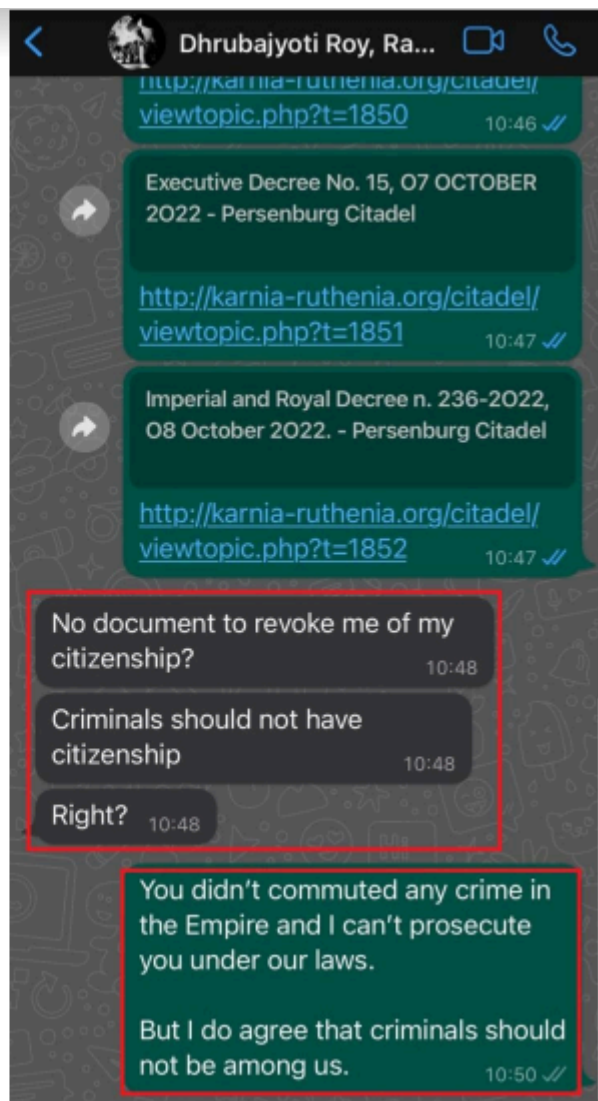 Dhrubajyoti Roy, Ra...
http://karnia-ruthenia.org/citadel/
viewtopic.php?t=1850
10:46
Executive Decree No. 15, 07 OCTOBER
2022 - Persenburg Citadel
http://karnia-ruthenia.org/citadel/
viewtopic.php?t=1851
10:47
Imperial and Royal Decree n. 236-2022,
08 October 2022. - Persenburg Citadel
http://karnia-ruthenia.org/citadel/
viewtopic.php?t=1852
10:47
No document to revoke me of my
citizenship?
10:48
Criminals should not have
citizenship
10:48
Right?
10:48
You didn't commuted any crime in
the Empire and I can't prosecute
you under our laws.
But I do agree that criminals should
not be among us.
10:50